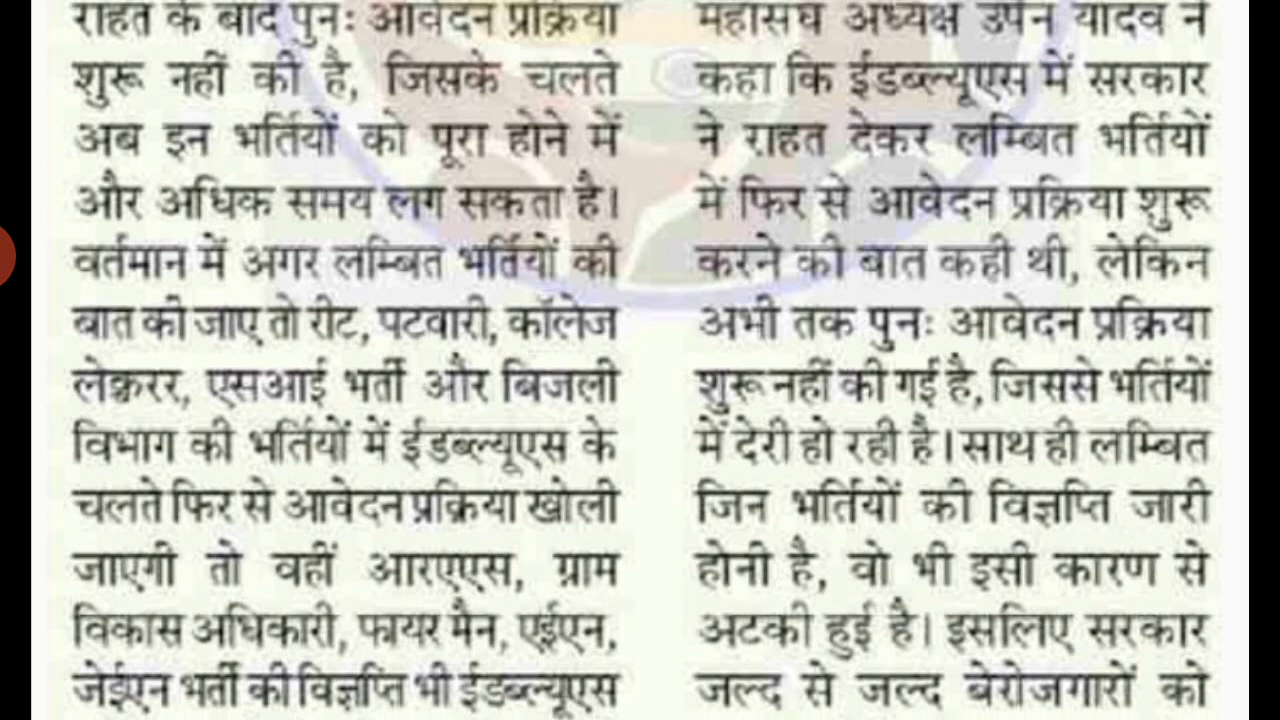 राहत के बाद पुनः आवेदन प्रक्रिया
शुरू नहीं की है, जिसके चलते
अब इन भर्तियों को पूरा होने में
और अधिक समय लग सकता है।
वर्तमान में अगर लम्बित भर्तियों की
बात की जाए तो रीट, पटवारी, कॉलेज
लेक्चरर, एसआई भर्ती और बिजली
विभाग की भर्तियों में ईडब्ल्यूएस के
चलते फिर से आवेदन प्रक्रिया खोली
जाएगी तो वहीं आरएएस, ग्राम
विकास अधिकारी, फायर मैन, एईएन,
जेईएन भर्ती की विज्ञप्ति भी ईडब्ल्यूएस
महासंघ अध्यक्ष उपेन यादव ने
कहा कि ईडब्ल्यूएस में सरकार
ने राहत देकर लम्बित भर्तियों
में फिर से आवेदन प्रक्रिया शुरू
करने की बात कही थी, लेकिन
अभी तक पुनः आवेदन प्रक्रिया
शुरू नहीं की गई है, जिससे भर्तियों
में देरी हो रही है। साथ ही लम्बित
जिन भर्तियों की विज्ञप्ति जारी
होनी है, वो भी इसी कारण से
अटकी हुई है। इसलिए सरकार
जल्द से जल्द बेरोजगारों को